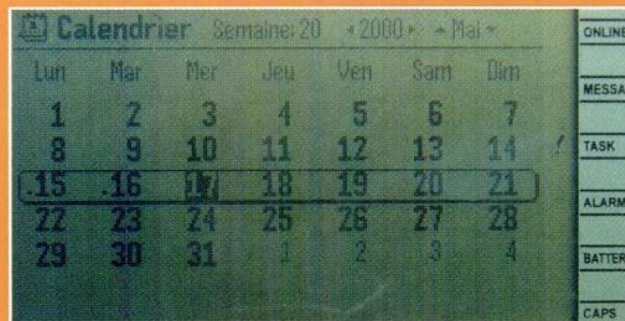 Calendrier Semaine: 20 2000 Mai
Lun Mar Mer Jeu Ven Sam Dim
1 2 3 4 5 6 7
8 9 10 11 12 13 14 !
.15 .16 17 18 19 20 21
22 23 24 25 26 27 28
29 30 31 1 2 3 4
ONLINE
MESSA
TASK
ALARM
BATTER
CAPS